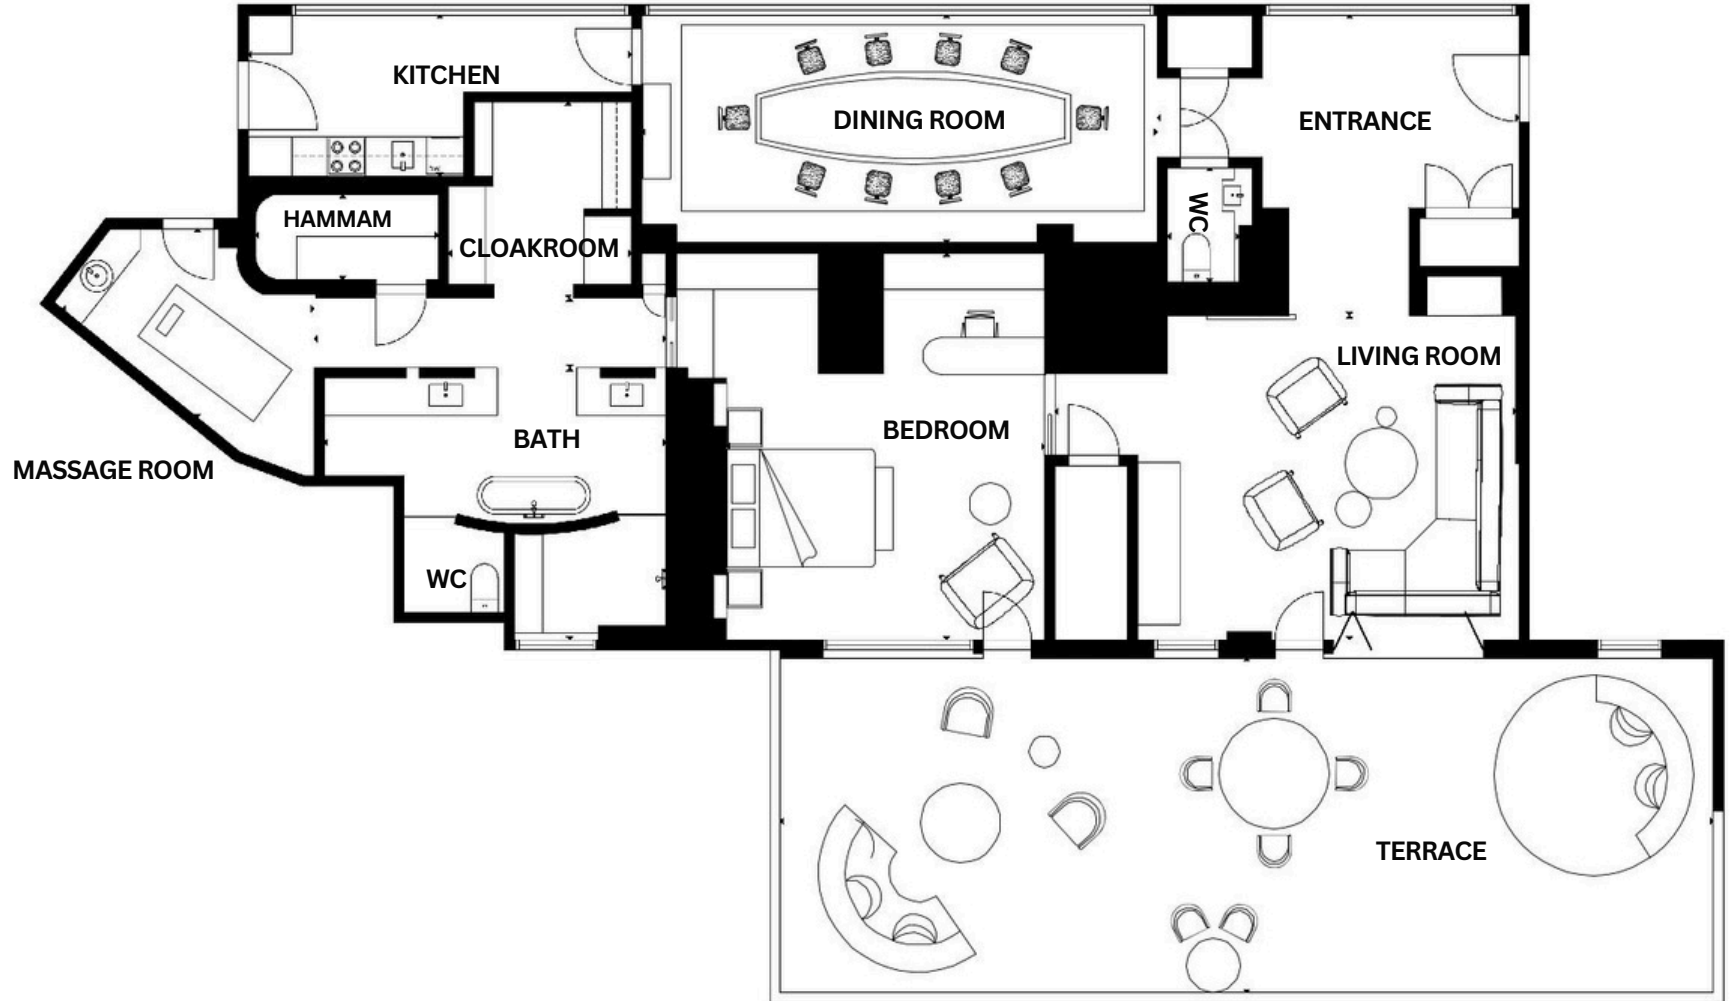 KITCHEN
DINING ROOM
ENTRANCE
HAMMAM
WC
CLOAKROOM
LIVING ROOM
BATH
BEDROOM
MASSAGE ROOM
WC
TERRACE